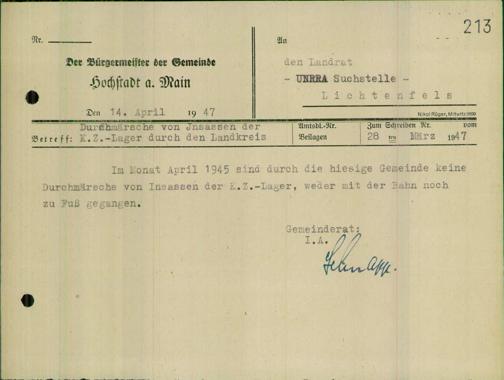 213
Nr.
An
Der Bürgermeister der Gemeinde
Hochstadt a. Main
den Landrat
- UNRRA Suchstelle -
Lichtenfels
Den 14. April 1947
Nikol Rüger, Mitwitz
Durchmärsche von Jnsassen der
Betreff: K.Z.-Lager durch den Landkreis
Amtsbl.-Nr.
Beilagen
Zum Schreiben Nr. vom
28 März 1947
Im Monat April 1945 sind durch die hiesige Gemeinde keine
Durchmärsche von Insassen der K.Z.-Lager, weder mit der Bahn noch
zu Fuß gegangen.
Gemeinderat:
I.A.